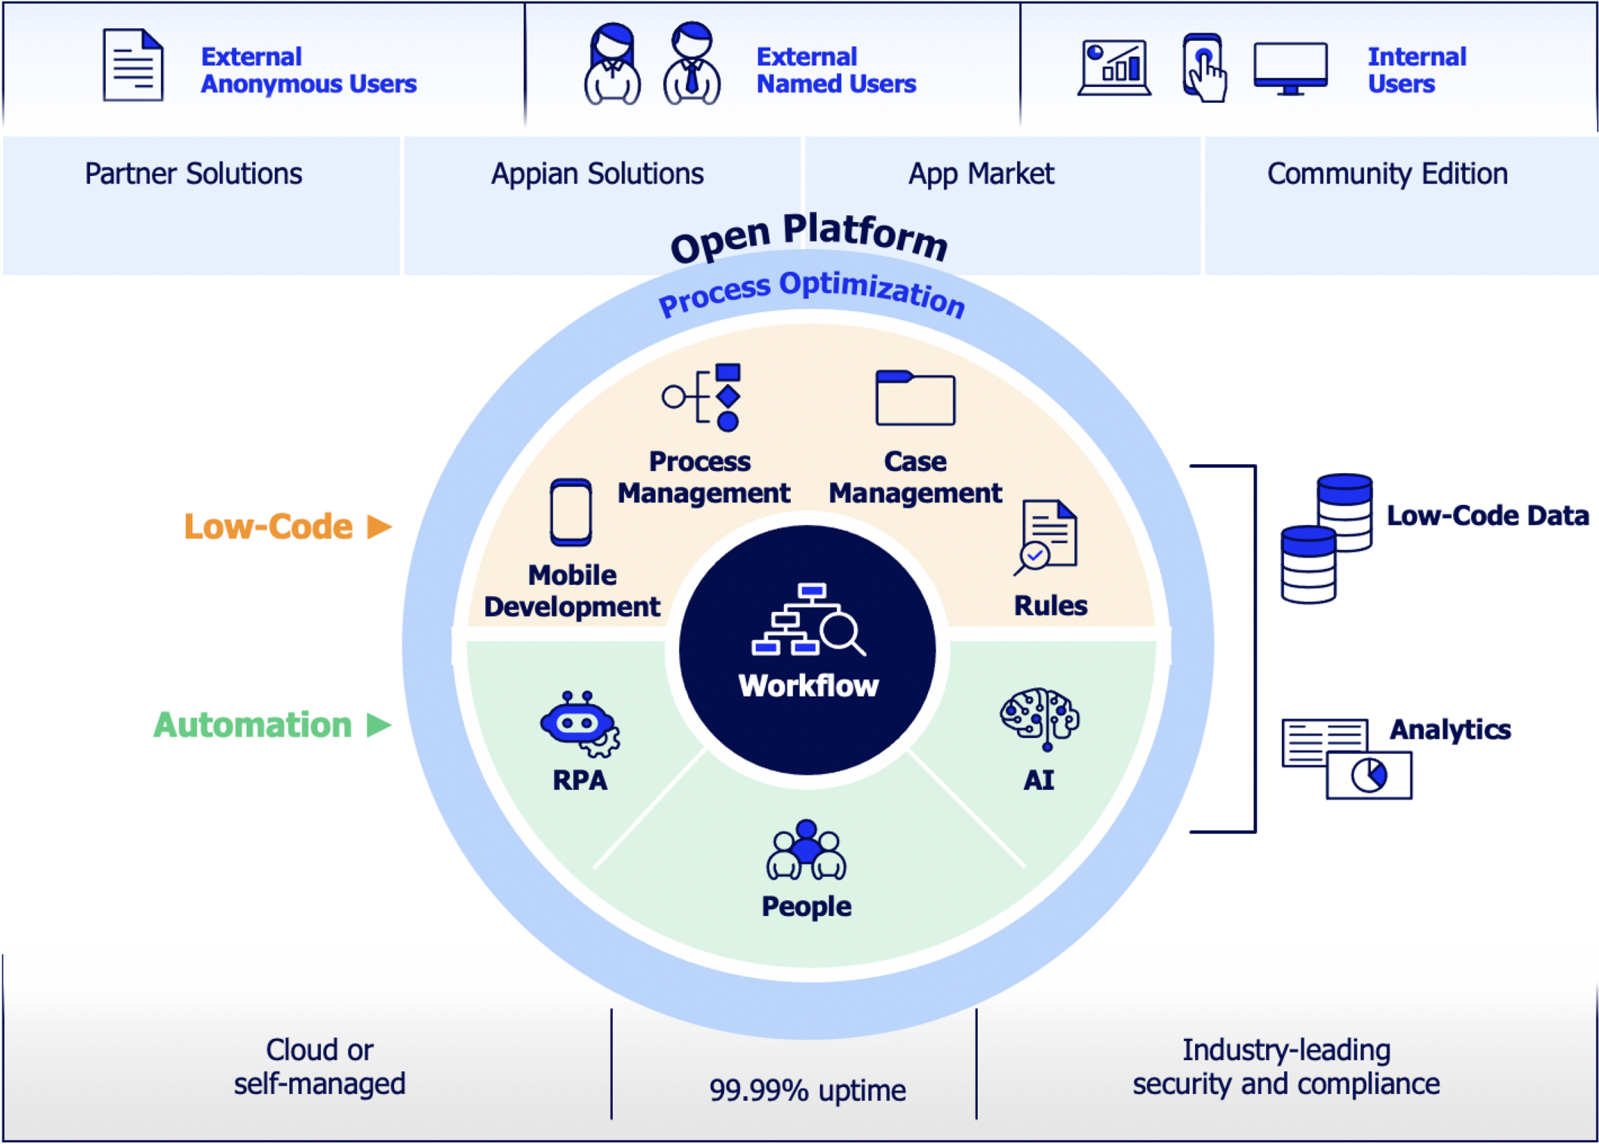 External
Anonymous Users
External
Named Users
Internal
Users
Partner Solutions
Appian Solutions
App Market
Community Edition
Open Platform
Process Optimization
Process
Management
Case
Management
Mobile
Development
Rules
Low-Code
Workflow
Automation
RPA
AI
People
Low-Code Data
Analytics
Cloud or
self-managed
99.99% uptime
Industry-leading
security and compliance